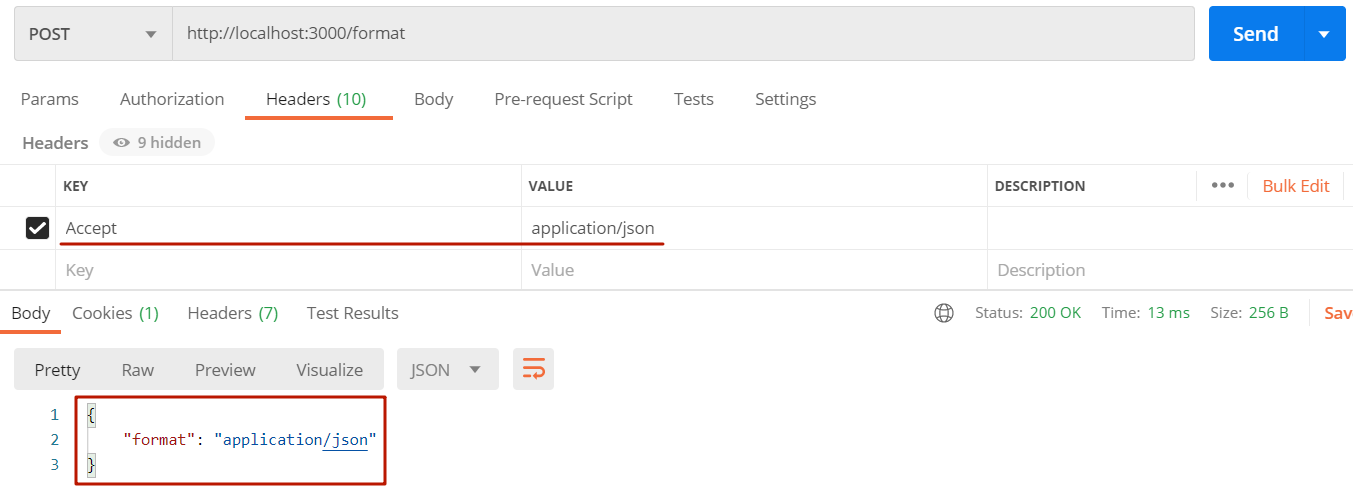 POST http://localhost:3000/format Send
Params Authorization Headers (10) Body Pre-request Script Tests Settings
Headers 9 hidden
KEY VALUE DESCRIPTION ••• Bulk Edit
Accept application/json
Key Value Description
Body Cookies (1) Headers (7) Test Results Status: 200 OK Time: 13 ms Size: 256 B Sav
Pretty Raw Preview Visualize JSON
1 {
2 "format": "application/json"
3 }